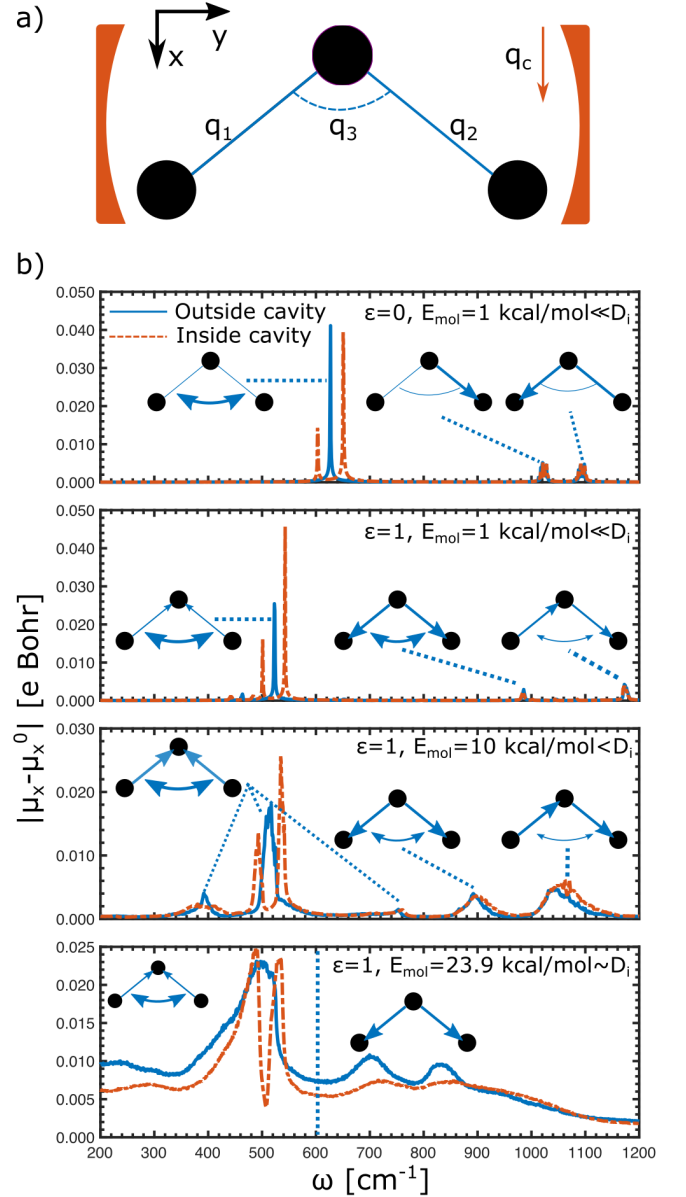 a)
x
y
q₁
q₃
q₂
q_c
b)
0.050
0.040
0.030
0.020
0.010
0.000
Outside cavity
Inside cavity
ε=0, E_mol=1 kcal/mol≪D_i
0.050
0.040
0.030
0.020
0.010
0.000
ε=1, E_mol=1 kcal/mol≪D_i
0.030
0.020
0.010
0.000
ε=1, E_mol=10 kcal/mol<D_i
0.025
0.020
0.015
0.010
0.005
0.000
ε=1, E_mol=23.9 kcal/mol~D_i
|μₓ-μₓ⁰| [e Bohr]
200 300 400 500 600 700 800 900 1000 1100 1200
ω [cm⁻¹]